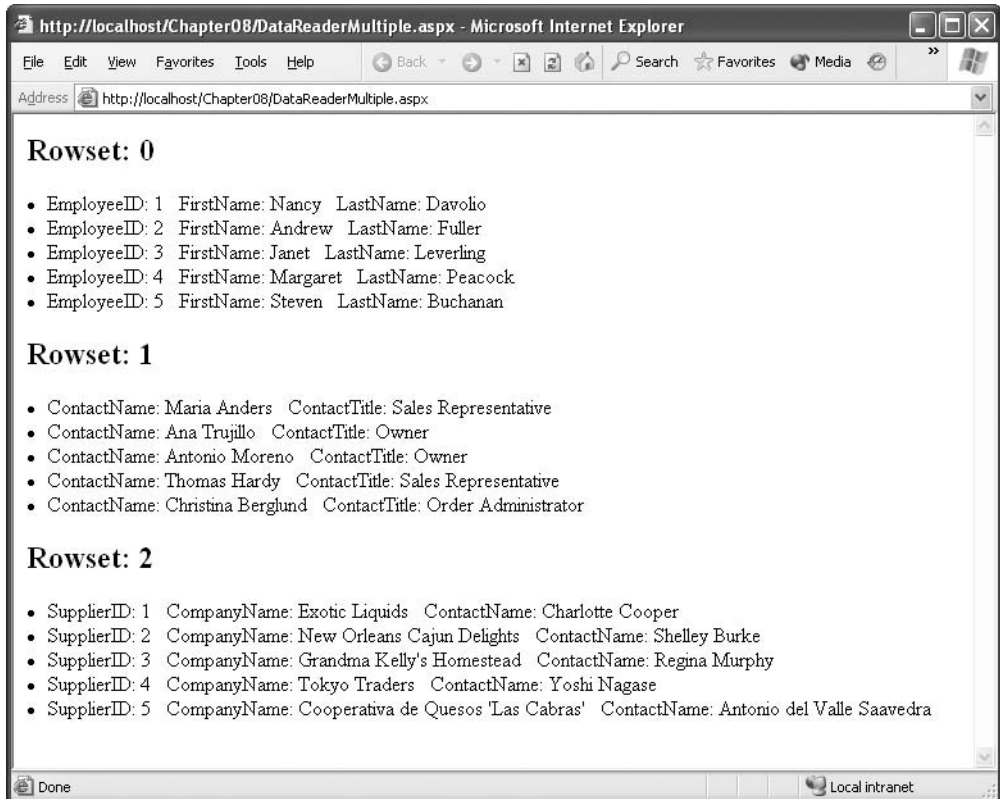 http://localhost/Chapter08/DataReaderMultiple.aspx - Microsoft Internet Explorer
File Edit View Favorites Tools Help Back Search Favorites Media »
Address http://localhost/Chapter08/DataReaderMultiple.aspx
Rowset: 0
• EmployeeID: 1 FirstName: Nancy LastName: Davolio
• EmployeeID: 2 FirstName: Andrew LastName: Fuller
• EmployeeID: 3 FirstName: Janet LastName: Leverling
• EmployeeID: 4 FirstName: Margaret LastName: Peacock
• EmployeeID: 5 FirstName: Steven LastName: Buchanan
Rowset: 1
• ContactName: Maria Anders ContactTitle: Sales Representative
• ContactName: Ana Trujillo ContactTitle: Owner
• ContactName: Antonio Moreno ContactTitle: Owner
• ContactName: Thomas Hardy ContactTitle: Sales Representative
• ContactName: Christina Berglund ContactTitle: Order Administrator
Rowset: 2
• SupplierID: 1 CompanyName: Exotic Liquids ContactName: Charlotte Cooper
• SupplierID: 2 CompanyName: New Orleans Cajun Delights ContactName: Shelley Burke
• SupplierID: 3 CompanyName: Grandma Kelly's Homestead ContactName: Regina Murphy
• SupplierID: 4 CompanyName: Tokyo Traders ContactName: Yoshi Nagase
• SupplierID: 5 CompanyName: Cooperativa de Quesos 'Las Cabras' ContactName: Antonio del Valle Saavedra
Done Local intranet